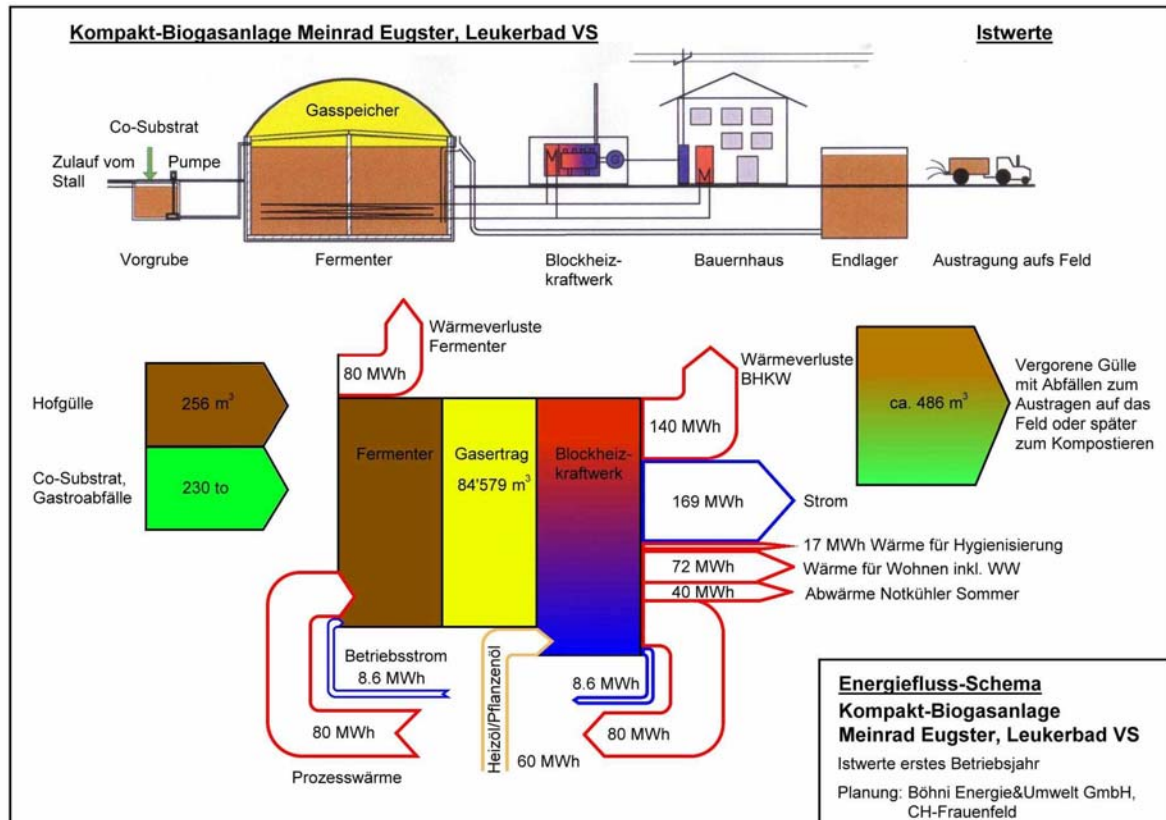 Kompakt-Biogasanlage Meinrad Eugster, Leukerbad VS
Istwerte
Gasspeicher
Co-Substrat
Zulauf vom
Stall
Pumpe
M
G
M
Vorgrube
Fermenter
Blockheiz-
kraftwerk
Bauernhaus
Endlager
Austragung aufs Feld
Wärmeverluste
Fermenter
80 MWh
Wärmeverluste
BHKW
140 MWh
Hofgülle
256 m³
Co-Substrat,
Gastroabfälle
230 to
Fermenter
Gasertrag
84'579 m³
Blockheiz-
kraftwerk
ca. 486 m³
Vergorene Gülle
mit Abfällen zum
Austragen auf das
Feld oder später
zum Kompostieren
169 MWh
Strom
17 MWh Wärme für Hygienisierung
72 MWh
Wärme für Wohnen inkl. WW
40 MWh
Abwärme Notkühler Sommer
Betriebsstrom
8.6 MWh
80 MWh
Prozesswärme
Heizöl/Pflanzenöl
60 MWh
8.6 MWh
80 MWh
Energiefluss-Schema
Kompakt-Biogasanlage
Meinrad Eugster, Leukerbad VS
Istwerte erstes Betriebsjahr
Planung: Böhni Energie&Umwelt GmbH,
CH-Frauenfeld